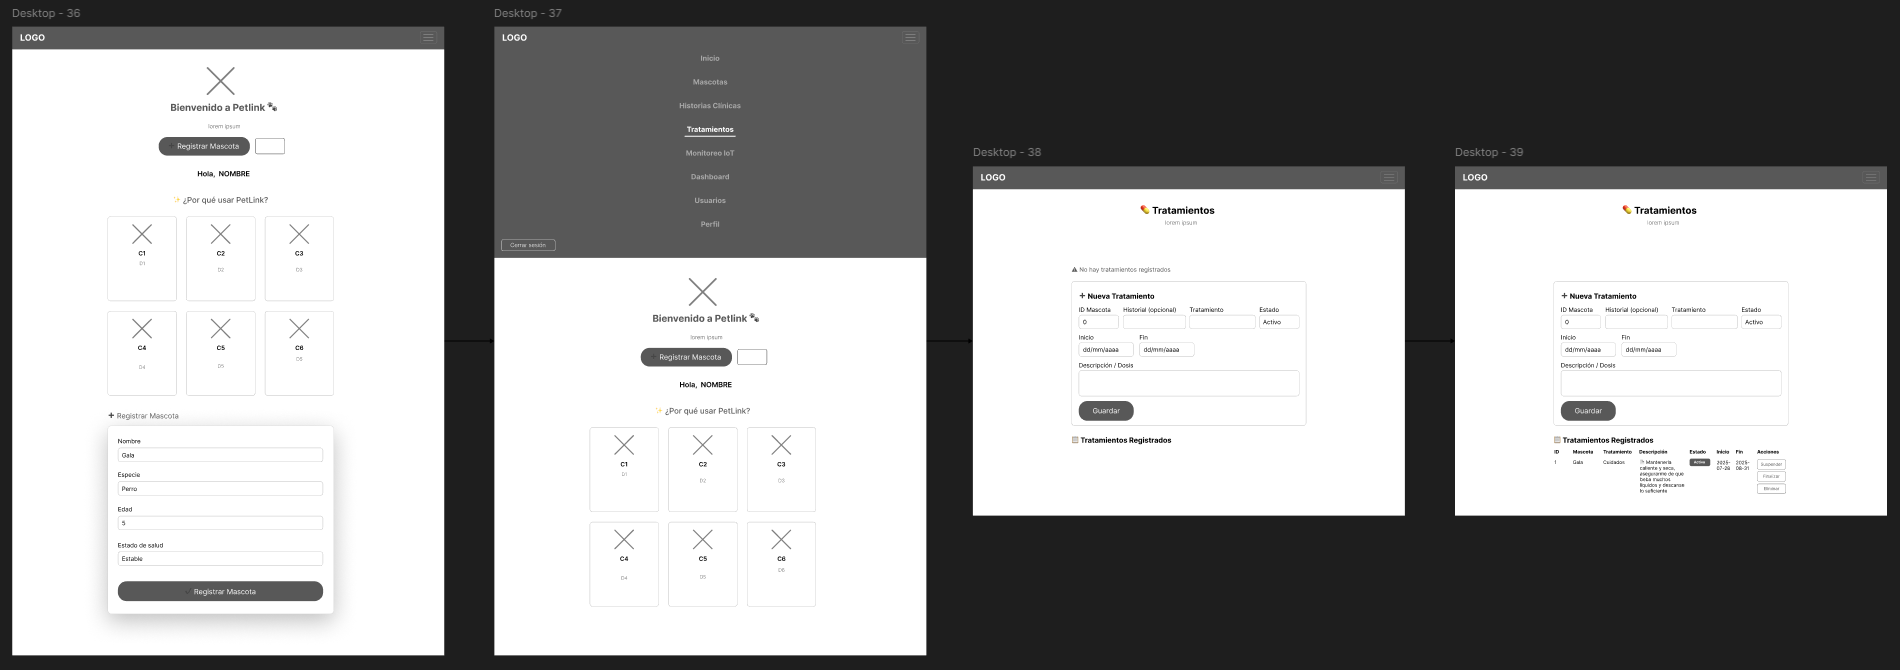 Desktop - 36
LOGO
Bienvenido a Petlink 🐾
lorem ipsum
+ Registrar Mascota
Hola, NOMBRE
✨ ¿Por qué usar PetLink?
C1
D1
C2
D2
C3
D3
C4
D4
C5
D5
C6
D6
+ Registrar Mascota
Nombre
Gala
Especie
Perro
Edad
5
Estado de salud
Estable
+ Registrar Mascota
Desktop - 37
LOGO
Inicio
Mascotas
Historias Clínicas
Tratamientos
Monitoreo IoT
Dashboard
Usuarios
Perfil
Cerrar sesión
Bienvenido a Petlink 🐾
lorem ipsum
+ Registrar Mascota
Hola, NOMBRE
✨ ¿Por qué usar PetLink?
C1
D1
C2
D2
C3
D3
C4
D4
C5
D5
C6
D6
Desktop - 38
LOGO
💊 Tratamientos
lorem ipsum
⚠ No hay tratamientos registrados
+ Nueva Tratamiento
ID Mascota Historial (opcional) Tratamiento Estado
0 Activo
Inicio Fin
dd/mm/aaaa dd/mm/aaaa
Descripción / Dosis
Guardar
📋 Tratamientos Registrados
Desktop - 39
LOGO
💊 Tratamientos
lorem ipsum
+ Nueva Tratamiento
ID Mascota Historial (opcional) Tratamiento Estado
0 Activo
Inicio Fin
dd/mm/aaaa dd/mm/aaaa
Descripción / Dosis
Guardar
📋 Tratamientos Registrados
ID Mascota Tratamiento Descripción Estado Inicio Fin Acciones
1 Gala Cuidados
Mantenerla
caliente y seca,
asegurarme de que
beba muchos
líquidos y descanse
lo suficiente
Activo
2025-
07-28
2025-
08-31
Suspender
Finalizar
Eliminar